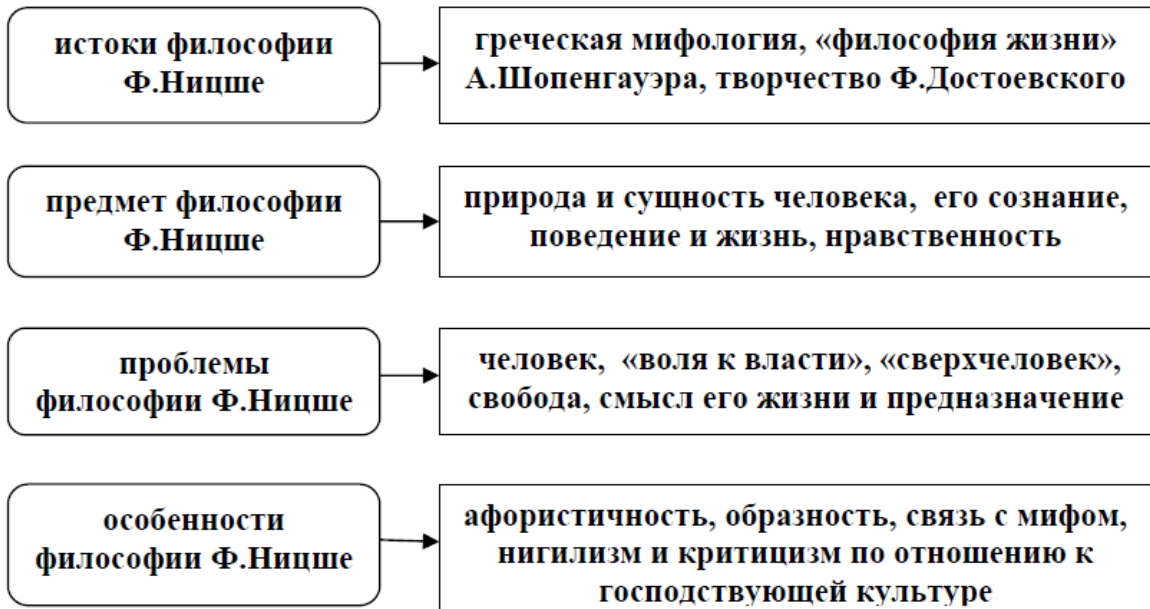 истоки философии
Ф.Ницше
греческая мифология, «философия жизни»
А.Шопенгауэра, творчество Ф.Достоевского
предмет философии
Ф.Ницше
природа и сущность человека, его сознание,
поведение и жизнь, нравственность
проблемы
философии Ф.Ницше
человек, «воля к власти», «сверхчеловек»,
свобода, смысл его жизни и предназначение
особенности
философии Ф.Ницше
афористичность, образность, связь с мифом,
нигилизм и критицизм по отношению к
господствующей культуре